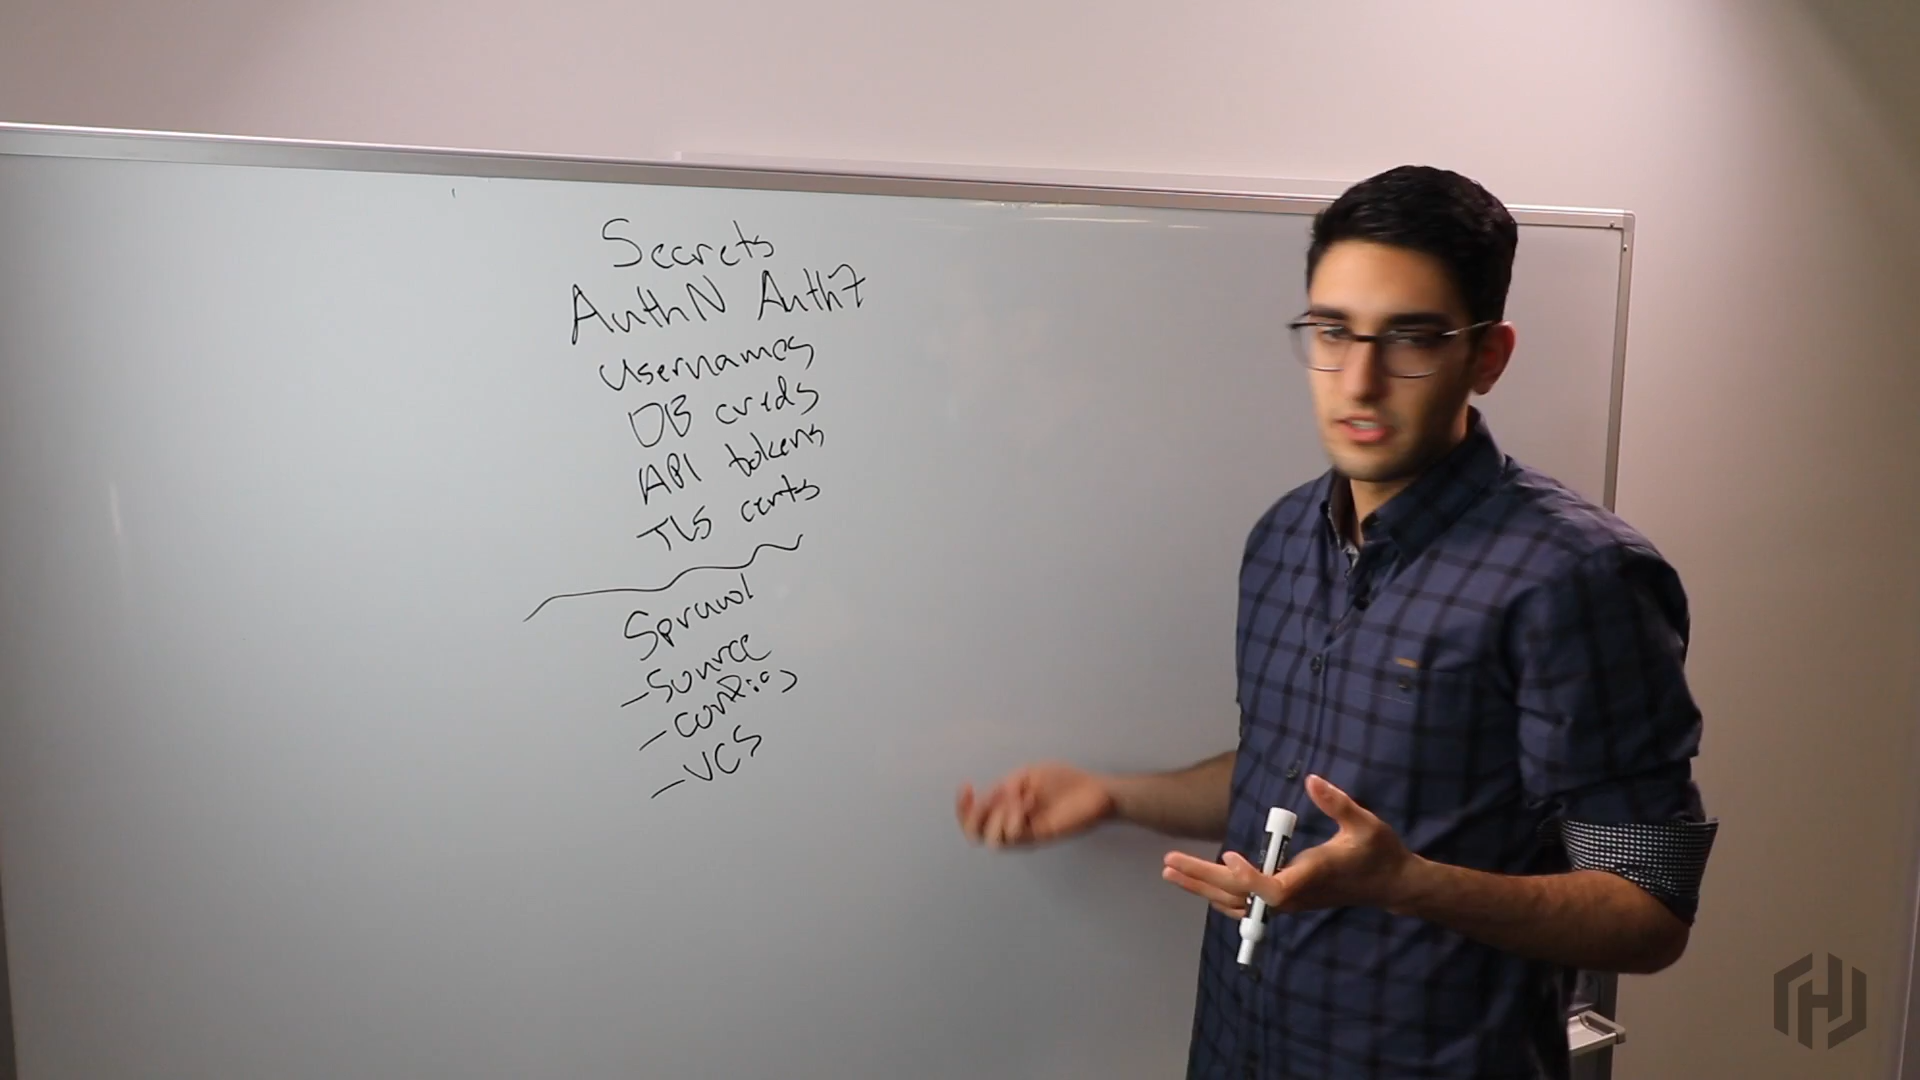 Secrets
AuthN AuthZ
Usernames
DB creds
API tokens
TLS certs
Sprawl
- Source
- Config
- VCS